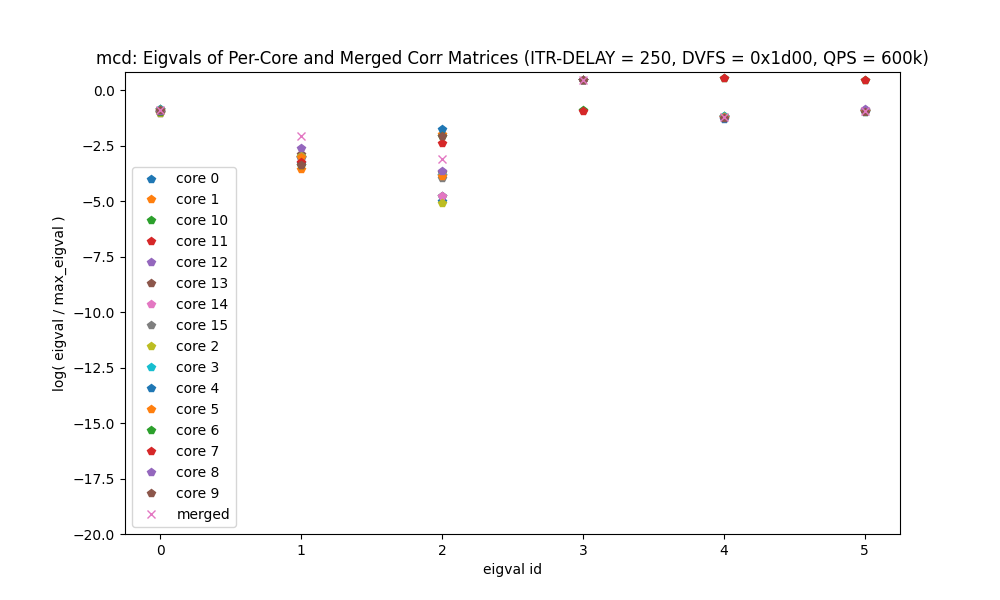 mcd: Eigvals of Per-Core and Merged Corr Matrices (ITR-DELAY = 250, DVFS = 0x1d00, QPS = 600k)
log( eigval / max_eigval )
0.0
−2.5
−5.0
−7.5
−10.0
−12.5
−15.0
−17.5
−20.0
core 0
core 1
core 10
core 11
core 12
core 13
core 14
core 15
core 2
core 3
core 4
core 5
core 6
core 7
core 8
core 9
merged
0 1 2 3 4 5
eigval id